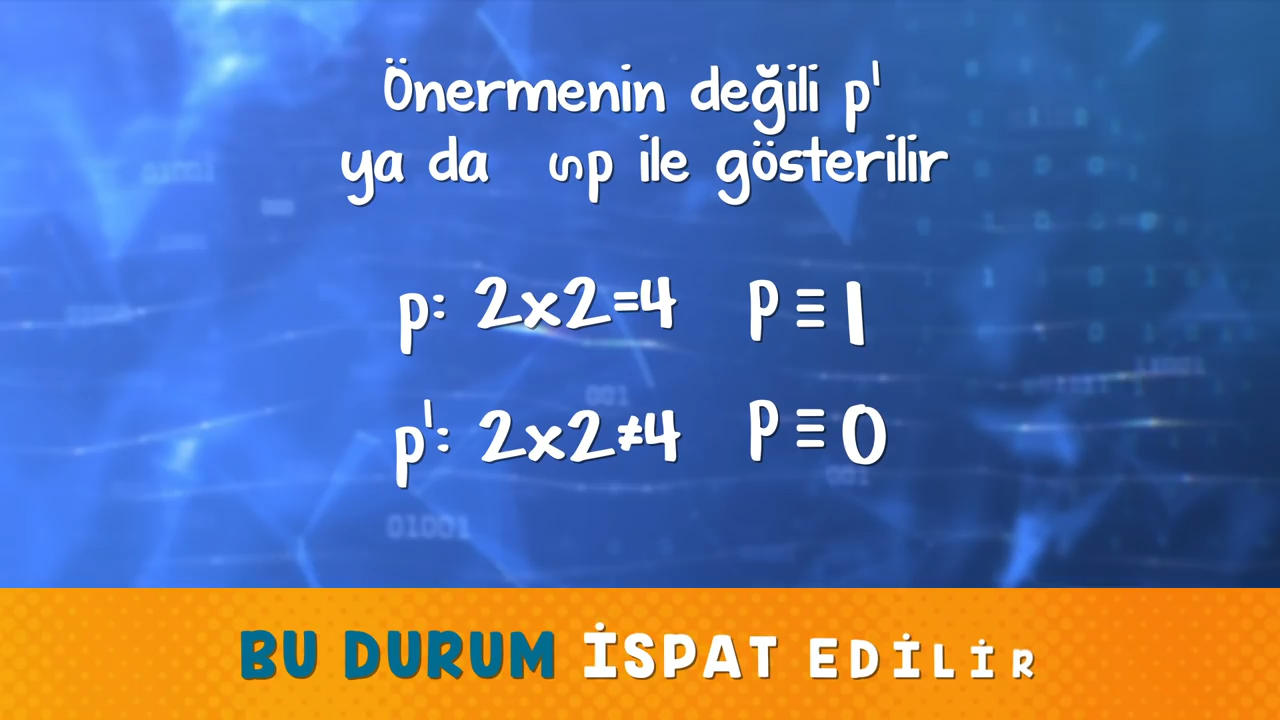 Önermenin değili p'
ya da ∽p ile gösterilir
p: 2x2=4 p ≡ 1
p': 2x2≠4 p ≡ 0
BU DURUM İSPAT EDİLİR